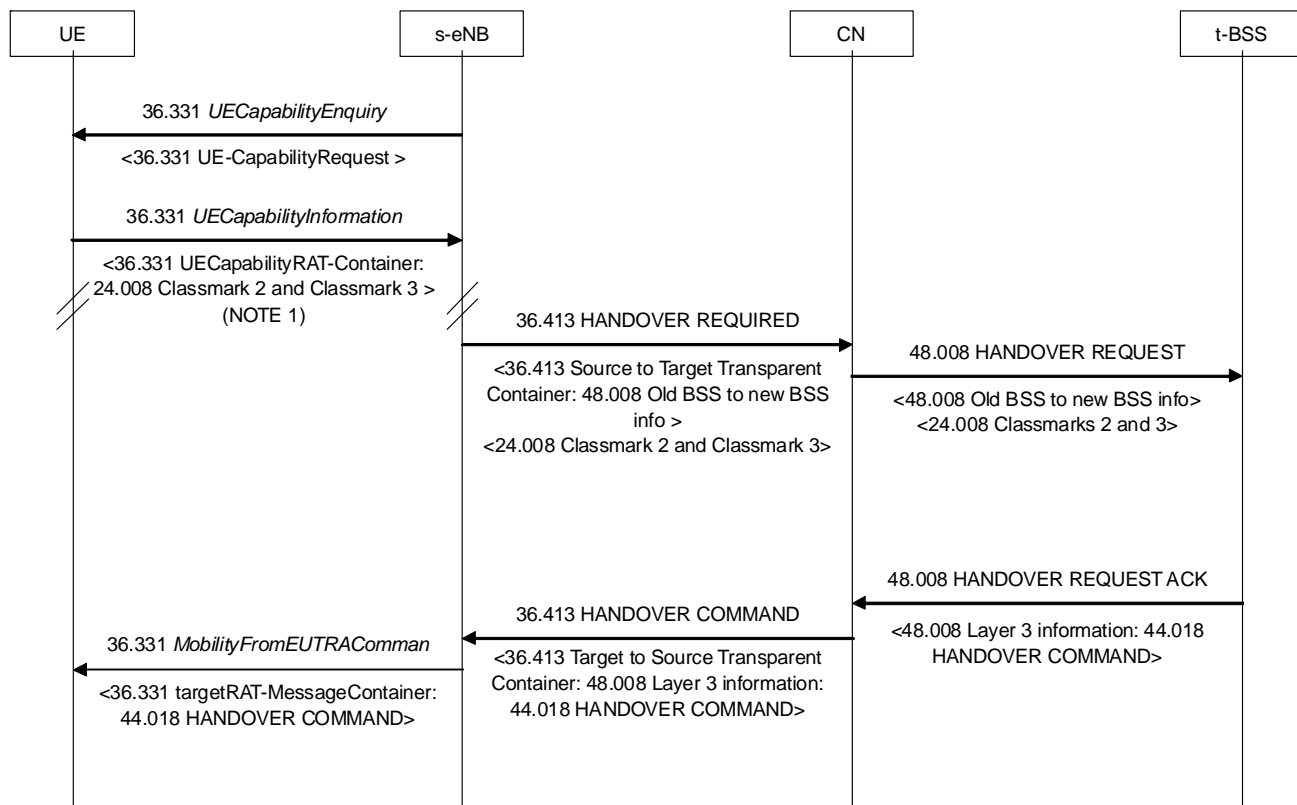 UE
s-eNB
CN
t-BSS
36.331 UECapabilityEnquiry
<36.331 UE-CapabilityRequest >
36.331 UECapabilityInformation
<36.331 UECapabilityRAT-Container:
24.008 Classmark 2 and Classmark 3 >
(NOTE 1)
36.413 HANDOVER REQUIRED
<36.413 Source to Target Transparent
Container: 48.008 Old BSS to new BSS
info >
<24.008 Classmark 2 and Classmark 3>
48.008 HANDOVER REQUEST
<48.008 Old BSS to new BSS info>
<24.008 Classmarks 2 and 3>
48.008 HANDOVER REQUEST ACK
<48.008 Layer 3 information: 44.018
HANDOVER COMMAND>
36.413 HANDOVER COMMAND
<36.413 Target to Source Transparent
Container: 48.008 Layer 3 information:
44.018 HANDOVER COMMAND>
36.331 MobilityFromEUTRAComman
<36.331 targetRAT-MessageContainer:
44.018 HANDOVER COMMAND>